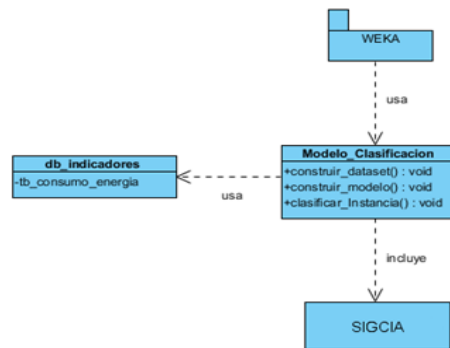 WEKA
usa
Modelo_Clasificacion
+construir_dataset() : void
+construir_modelo() : void
+clasificar_Instancia() : void
db_indicadores
-tb_consumo_energia
usa
incluye
SIGCIA